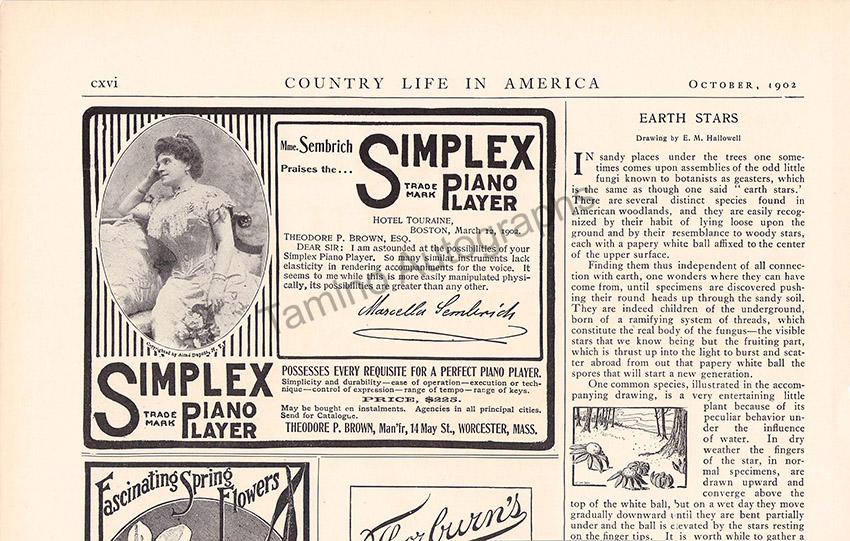 cxvi
COUNTRY LIFE IN AMERICA
OCTOBER, 1902
Mme. Sembrich
Praises the...
SIMPLEX
TRADE MARK
PIANO
PLAYER
HOTEL TOURAINE,
BOSTON, March 12, 1902.
THEODORE P. BROWN, ESQ.
DEAR SIR: I am astounded at the possibilities of your
Simplex Piano Player. So many of these instruments lack
elasticity in rendering accompaniments for the voice. It
seems to me while this is more easily manipulated physi-
cally, its possibilities are greater than any other.
Marcella Sembrich
Copyrighted by Aimé Dupont, N. Y.
SIMPLEX
TRADE MARK
PIANO
PLAYER
POSSESSES EVERY REQUISITE FOR A PERFECT PIANO PLAYER.
Simplicity and durability—ease of operation—execution or tech-
nique—control of expression—range of tempo—range of keys.
PRICE, $225.
May be bought on instalments. Agencies in all principal cities.
Send for Catalogue.
THEODORE P. BROWN, Man'f'r, 14 May St., WORCESTER, MASS.
Fascinating Spring
Flowers
Thorburn's
EARTH STARS
Drawing by E. M. Hallowell
IN sandy places under the trees one some-
times comes upon assemblies of the odd little
fungi known to botanists as geasters, which
is the same as though one said "earth stars.'
They are several distinct species found in
American woodlands, and they are easily recog-
nized by their habit of lying loose upon the
ground and by their resemblance to woody stars,
each with a papery white ball affixed to the center
of the upper surface.
Finding them thus independent of all connec-
tion with earth, one wonders where they can have
come from, until specimens are discovered push-
ing their round heads up through the sandy soil.
They are indeed children of the underground,
born of a ramifying system of threads, which
constitute the real body of the fungus—the visible
stars that we know being but the fruiting part,
which is thrust up into the light to burst and scat-
ter abroad from out that papery white ball the
spores that will start a new generation.
One common species, illustrated in the accom-
panying drawing, is a very entertaining little
plant because of its
peculiar behavior un-
der the influence
of water. In dry
weather the fingers
of the star, in nor-
mal specimens, are
drawn upward and
converge above the
top of the white ball, but on a wet day they move
gradually downward until they are bent partially
under and the ball is elevated by the stars resting
on the finger tips. It is worth while to gather a
Tamino Autographs